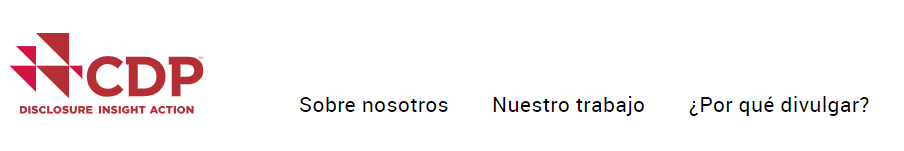 CDP
DISCLOSURE INSIGHT ACTION
Sobre nosotros Nuestro trabajo ¿Por qué divulgar?